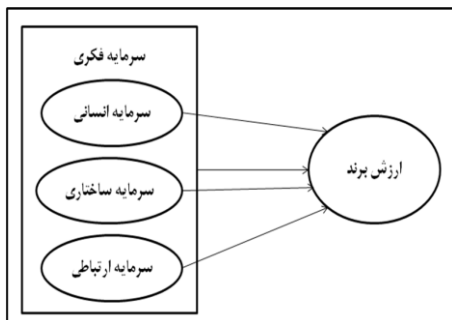 سرمایه فکری
سرمایه انسانی
سرمایه ساختاری
سرمایه ارتباطی
ارزش برند